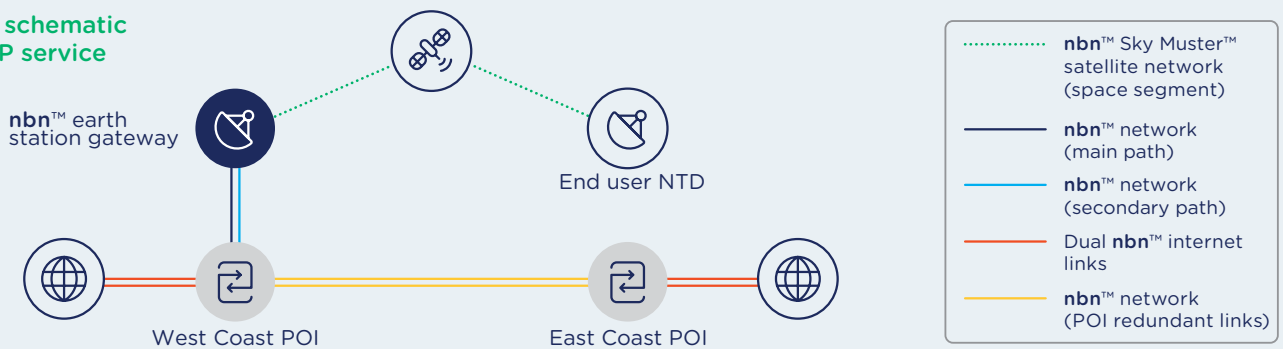 schematic
P service
nbn™ earth
station gateway
End user NTD
West Coast POI
East Coast POI
nbn™ Sky Muster™
satellite network
(space segment)
nbn™ network
(main path)
nbn™ network
(secondary path)
Dual nbn™ internet
links
nbn™ network
(POI redundant links)